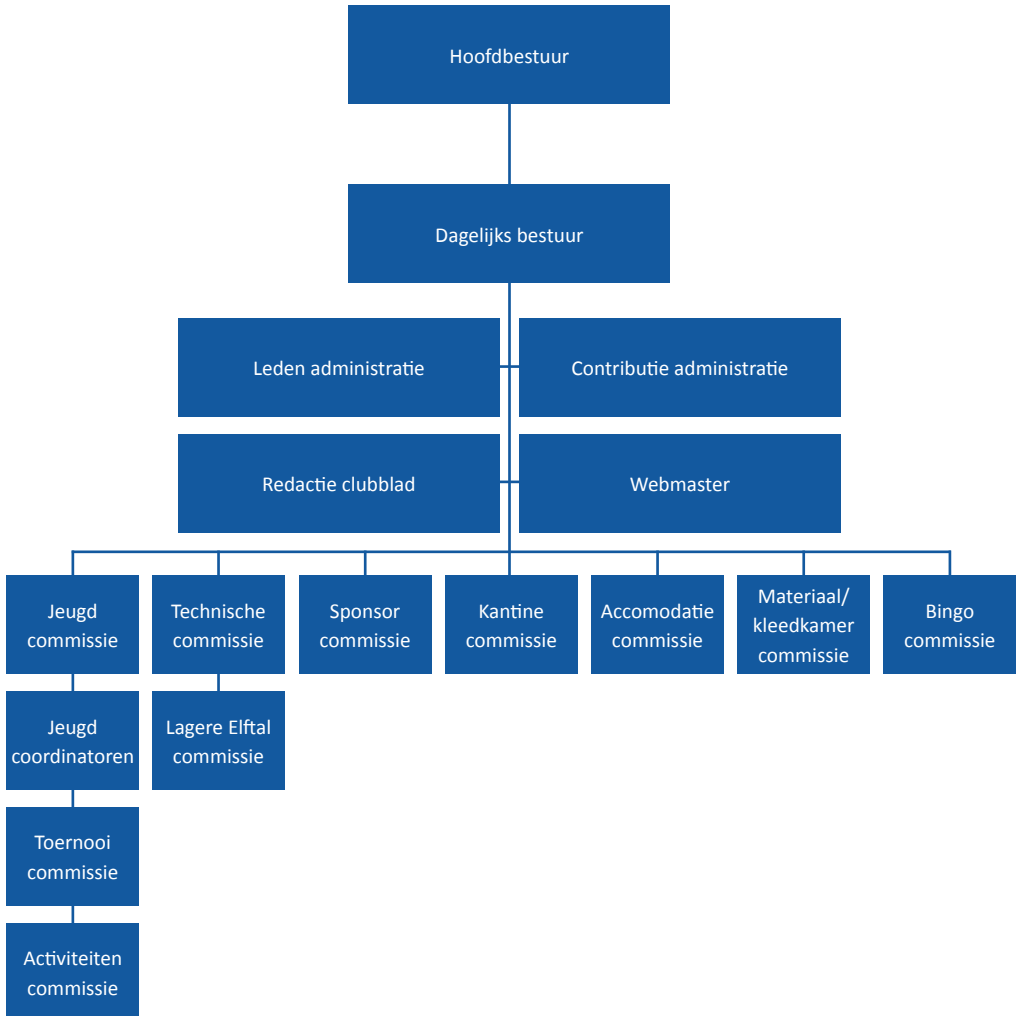 Hoofdbestuur
Dagelijks bestuur
Leden administratie
Contributie administratie
Redactie clubblad
Webmaster
Jeugd
commissie
Technische
commissie
Sponsor
commissie
Kantine
commissie
Accomodatie
commissie
Materiaal/
kleedkamer
commissie
Bingo
commissie
Jeugd
coordinatoren
Lagere Elftal
commissie
Toernooi
commissie
Activiteiten
commissie